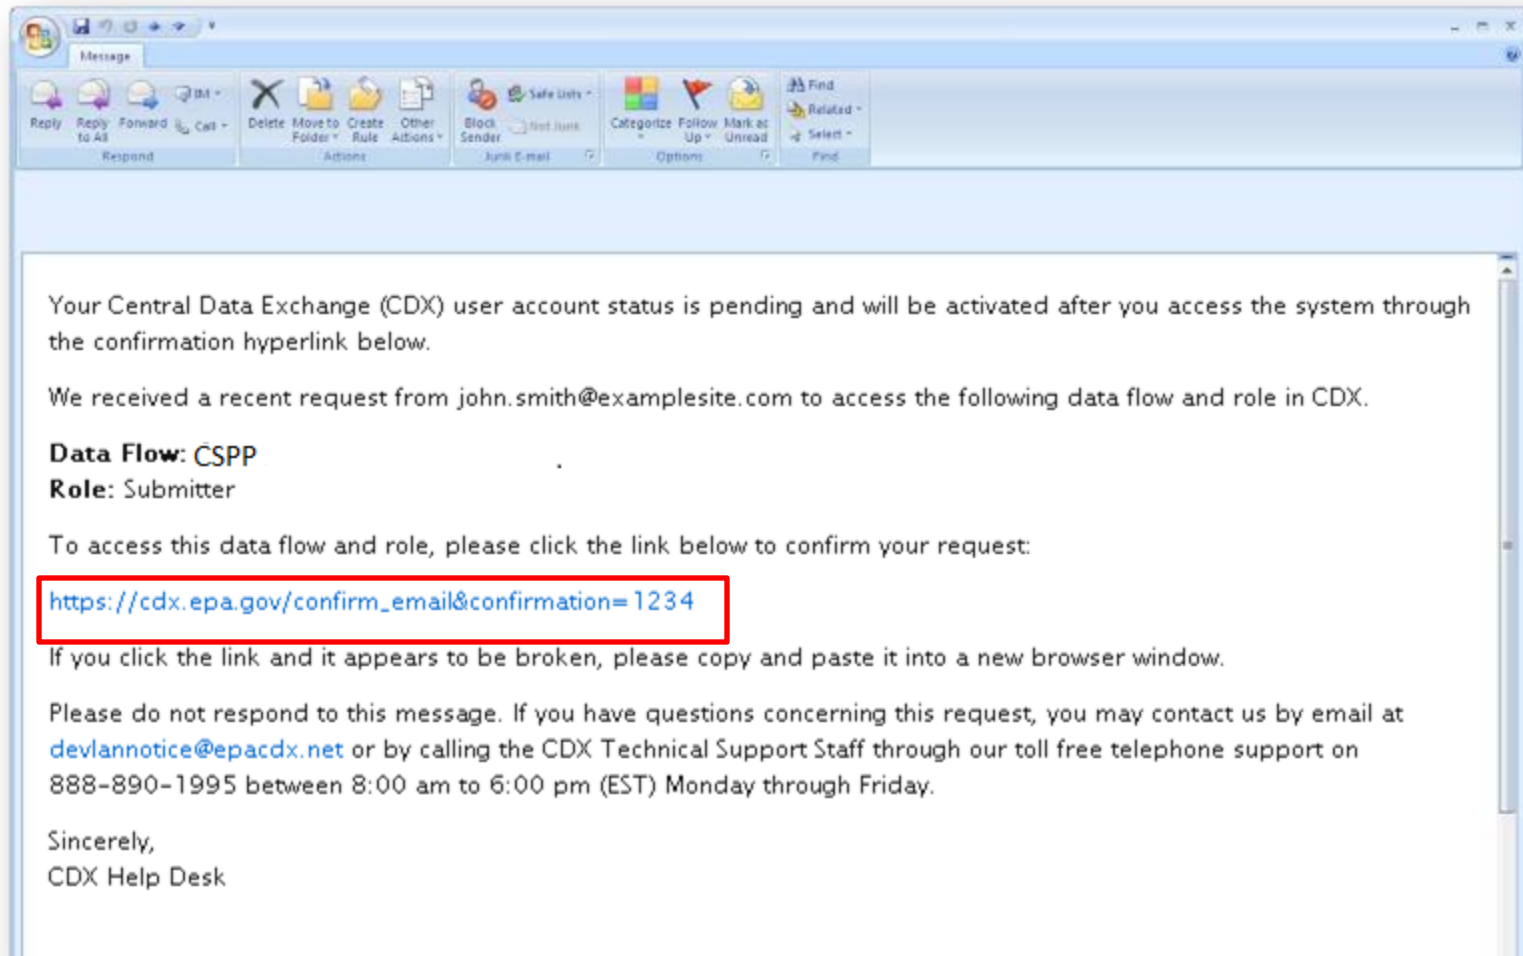 Message
Reply
Reply to All
Forward
IM
Call
Respond
Delete
Move to Folder
Create Rule
Other Actions
Actions
Block Sender
Safe Lists
Not Junk
Junk E-mail
Categorize
Follow Up
Mark as Unread
Options
Find
Related
Select
Find
Your Central Data Exchange (CDX) user account status is pending and will be activated after you access the system through
the confirmation hyperlink below.
We received a recent request from john.smith@examplesite.com to access the following data flow and role in CDX.
Data Flow: CSPP
Role: Submitter
To access this data flow and role, please click the link below to confirm your request:
https://cdx.epa.gov/confirm_email&confirmation=1234
If you click the link and it appears to be broken, please copy and paste it into a new browser window.
Please do not respond to this message. If you have questions concerning this request, you may contact us by email at
devlannotice@epacdx.net or by calling the CDX Technical Support Staff through our toll free telephone support on
888-890-1995 between 8:00 am to 6:00 pm (EST) Monday through Friday.
Sincerely,
CDX Help Desk